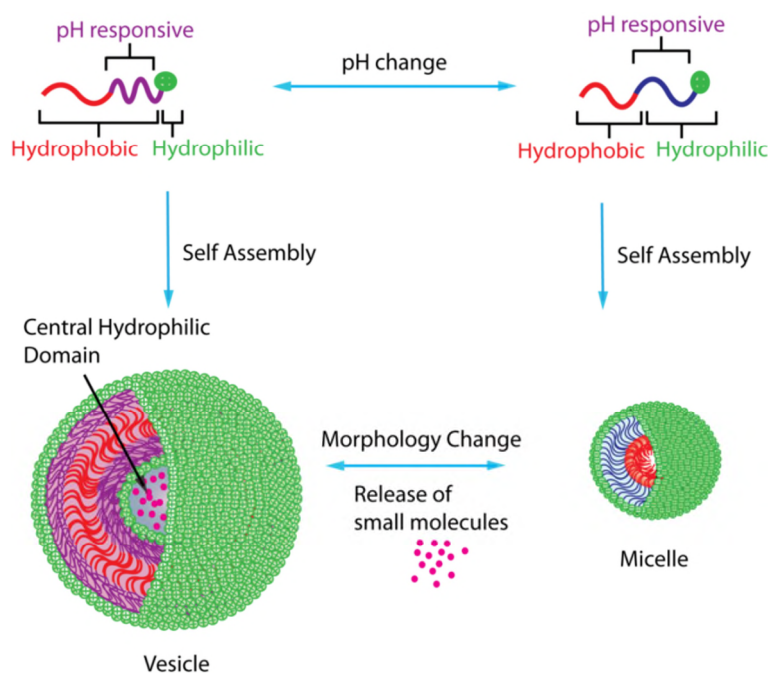 pH responsive
pH responsive
pH change
Hydrophobic Hydrophilic
Hydrophobic Hydrophilic
Self Assembly
Self Assembly
Central Hydrophilic
Domain
Morphology Change
Release of
small molecules
Micelle
Vesicle